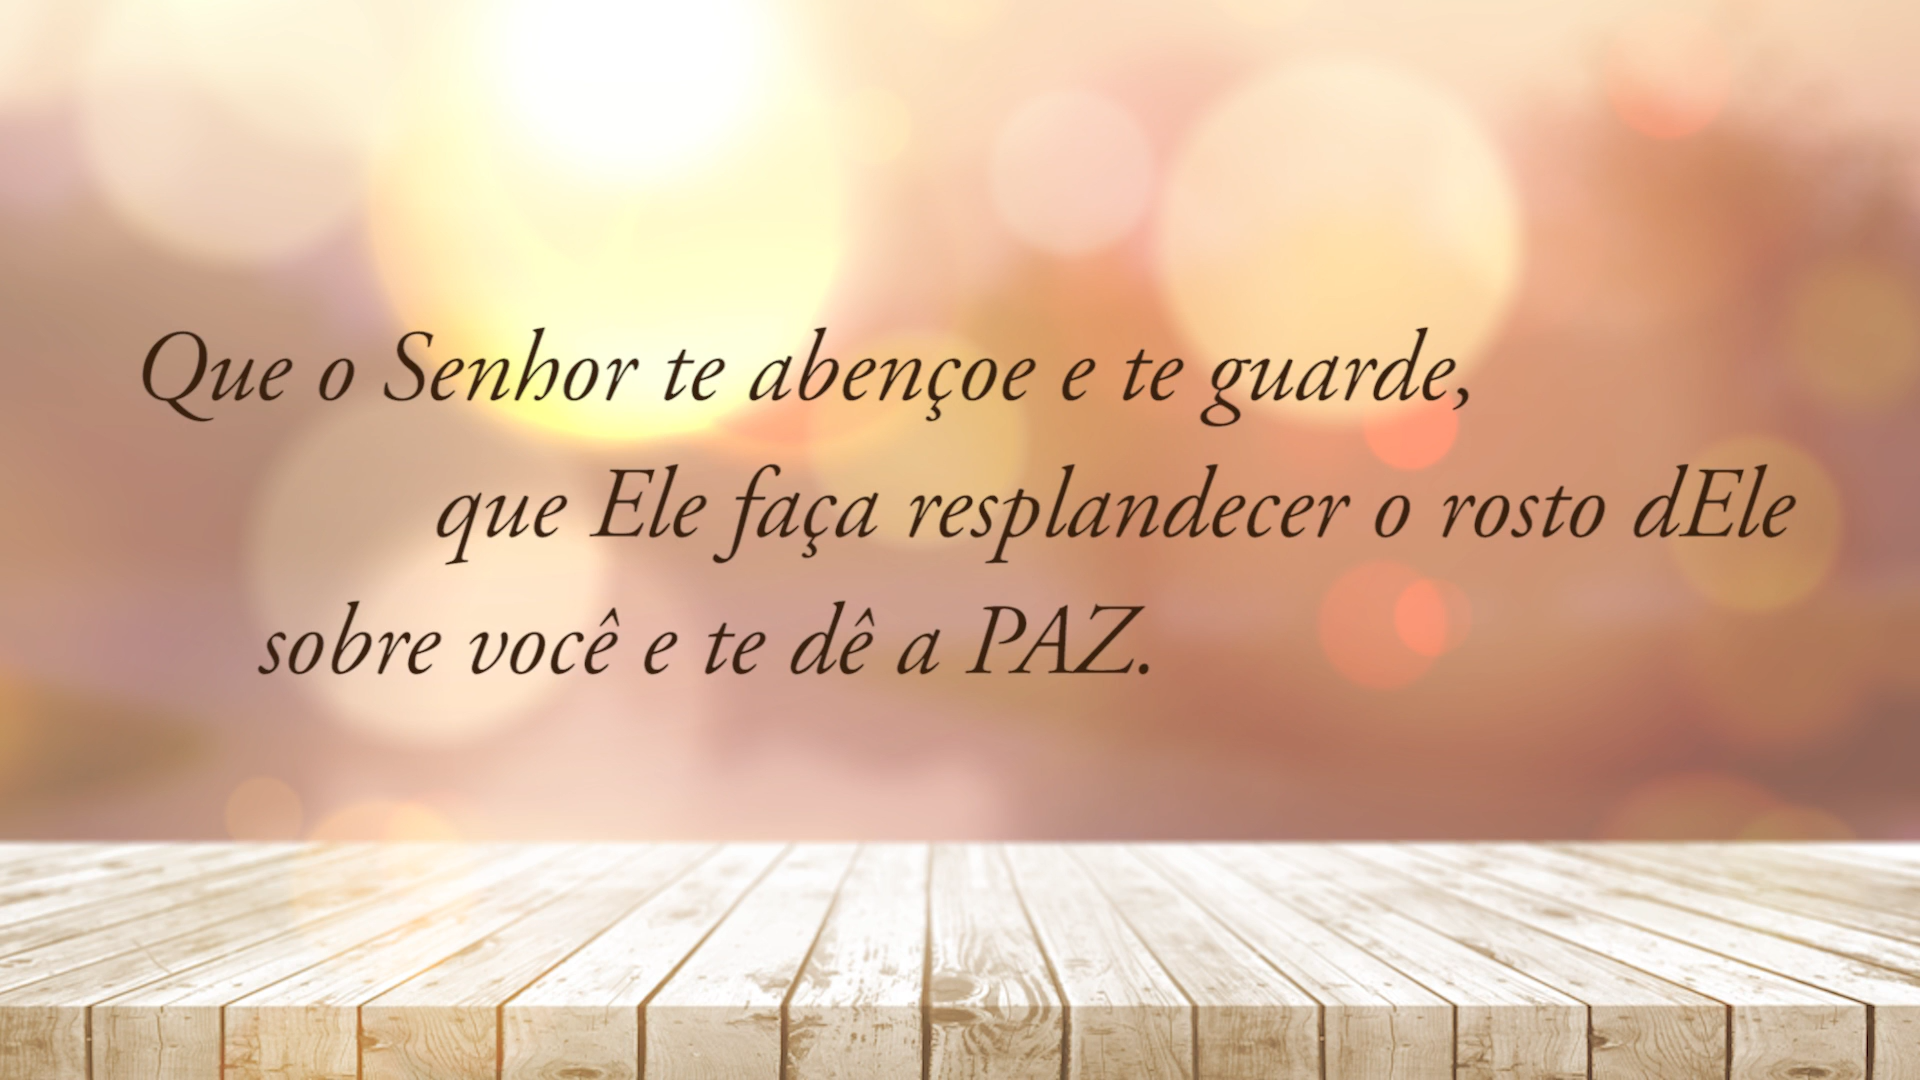 Que o Senhor te abençoe e te guarde,
que Ele faça resplandecer o rosto dEle
sobre você e te dê a PAZ.